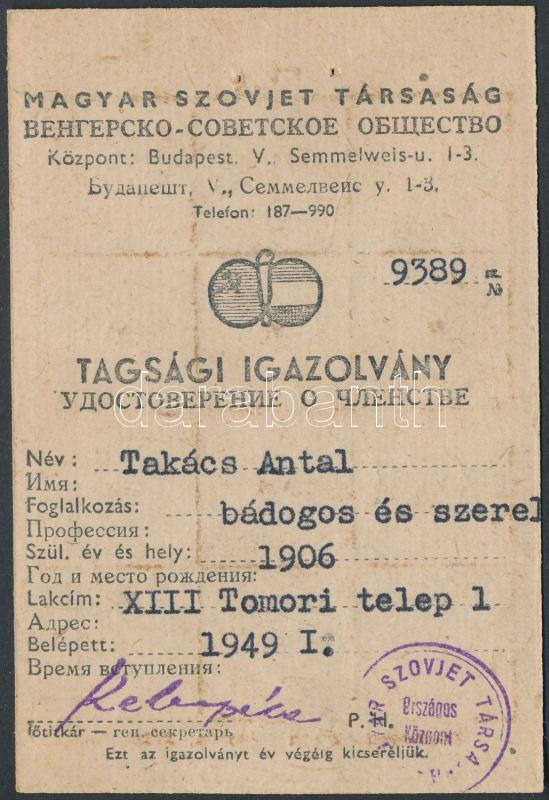 MAGYAR-SZOVJET TÁRSASÁG
ВЕНГЕРСКО-СОВЕТСКОЕ ОБЩЕСТВО
Központ: Budapest. V., Semmelweis-u. 1-3.
Будапешт, V., Семмелвеис у. 1-3.
Telefon: 187—990
9389 sz. №
TAGSÁGI IGAZOLVÁNY
УДОСТОВЕРЕНИЕ О ЧЛЕНСТВЕ
darabanth
Név: Takács Antal
Имя:
Foglalkozás: bádogos és szerel
Профессия:
Szül. év és hely: 1906
Год и место рождения:
Lakcím: XIII Tomori telep 1
Адрес:
Belépett: 1949 I.
Время вступления:
SZOVJET TÁRSA
Országos
Központ
P. H.
főtitkár — ген. секретарь
Ezt az igazolványt év végéig kicseréljük.